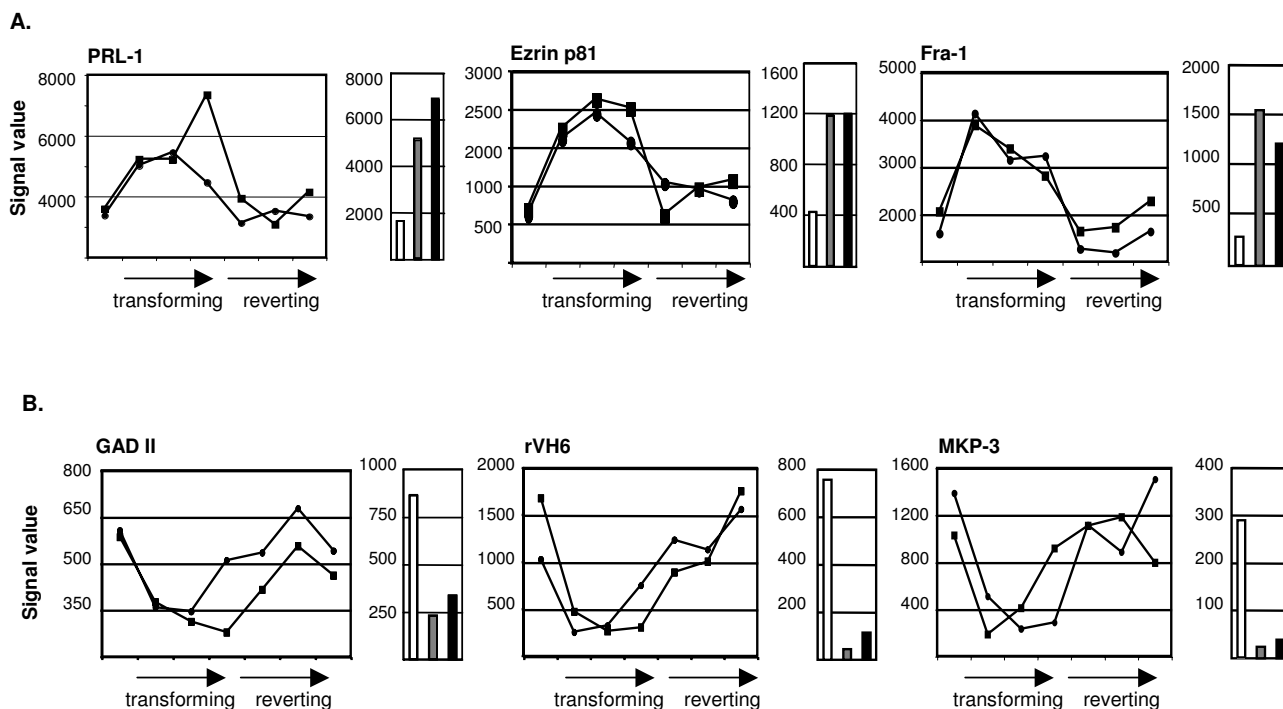 A.
PRL-1
Ezrin p81
Fra-1
Signal value
8000
6000
4000
8000
6000
4000
2000
3000
2500
2000
1000
500
1600
1200
800
400
5000
4000
3000
2000
2000
1500
1000
500
transforming
reverting
transforming
reverting
transforming
reverting
B.
GAD II
rVH6
MKP-3
Signal value
800
650
500
350
1000
750
500
250
2000
1500
1000
500
800
600
400
200
1600
1200
800
400
400
300
200
100
transforming
reverting
transforming
reverting
transforming
reverting